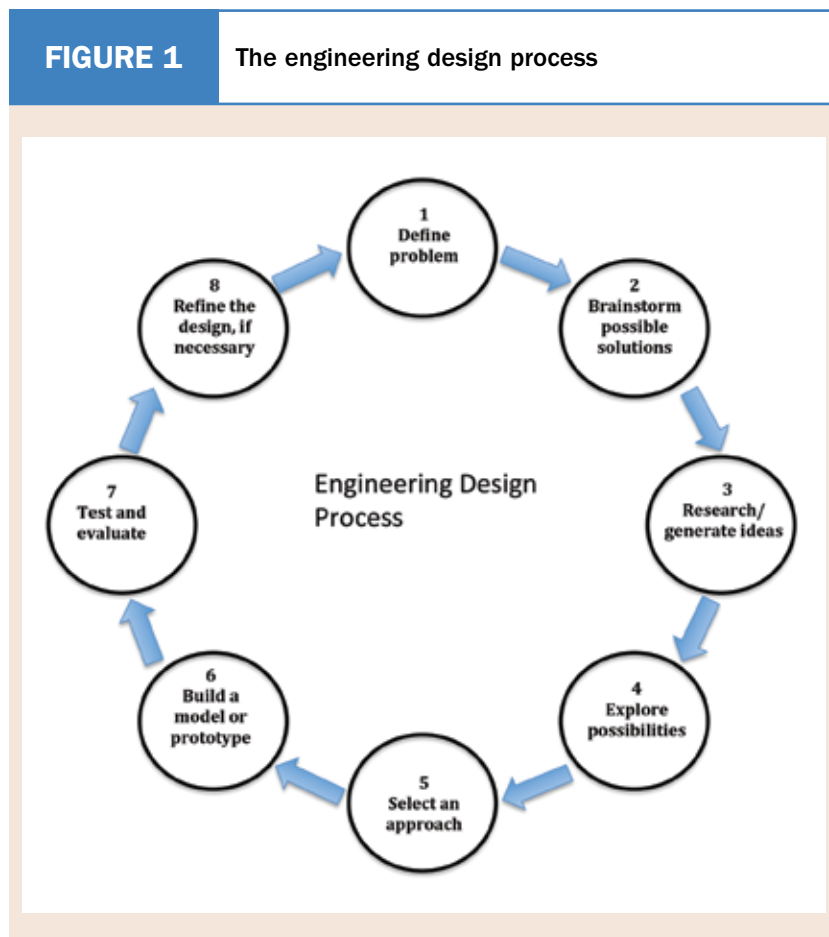 FIGURE 1
The engineering design process
1
Define
problem
2
Brainstorm
possible
solutions
3
Research/
generate ideas
4
Explore
possibilities
5
Select an
approach
6
Build a
model or
prototype
7
Test and
evaluate
8
Refine the
design, if
necessary
Engineering Design
Process